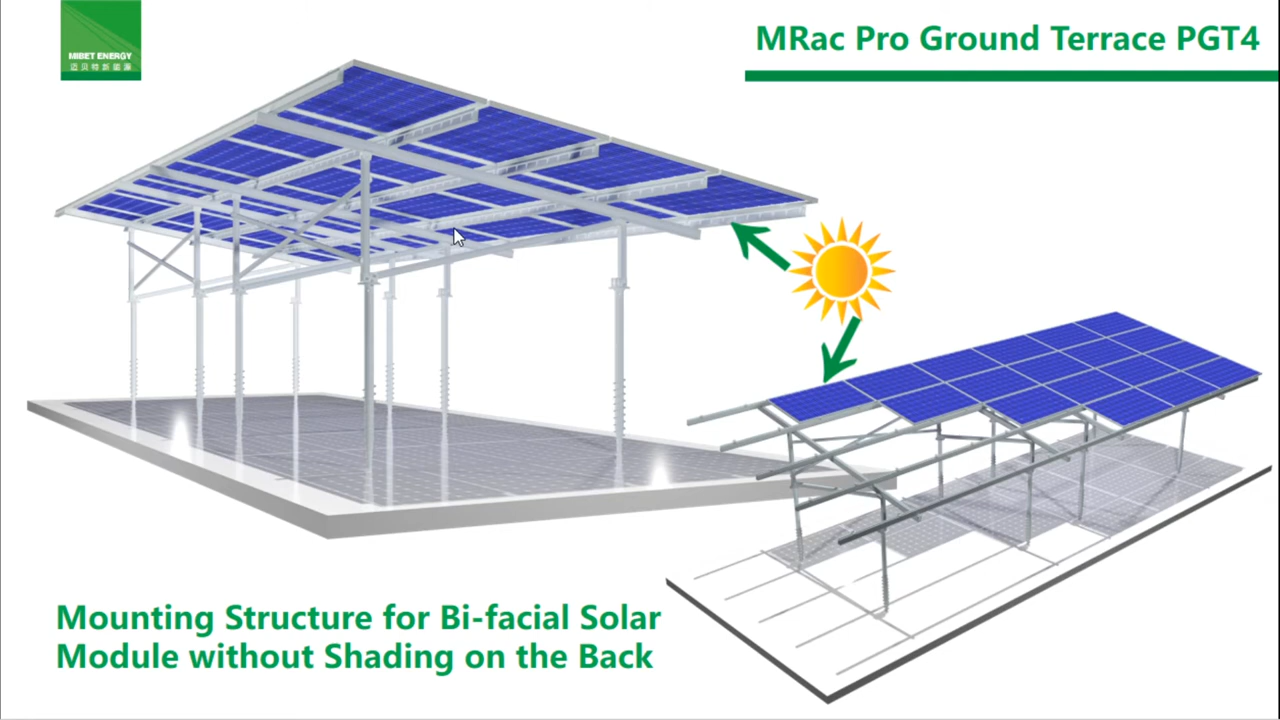 MIBET ENERGY
迈贝特新能源
MRac Pro Ground Terrace PGT4
Mounting Structure for Bi-facial Solar
Module without Shading on the Back